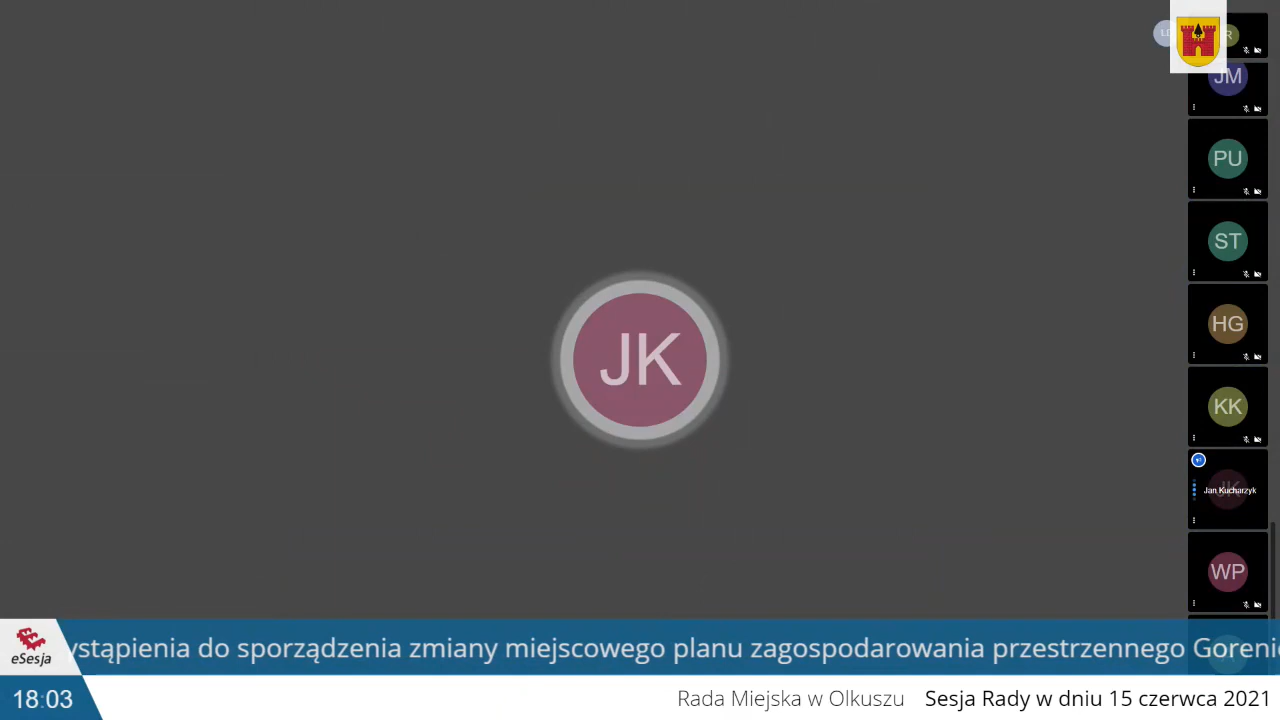 JM
PU
ST
HG
KK
JK
Jan Kucharzyk
WP
eSesja
ystąpienia do sporządzenia zmiany miejscowego planu zagospodarowania przestrzennego Gorenic
18:03
Rada Miejska w Olkuszu Sesja Rady w dniu 15 czerwca 2021